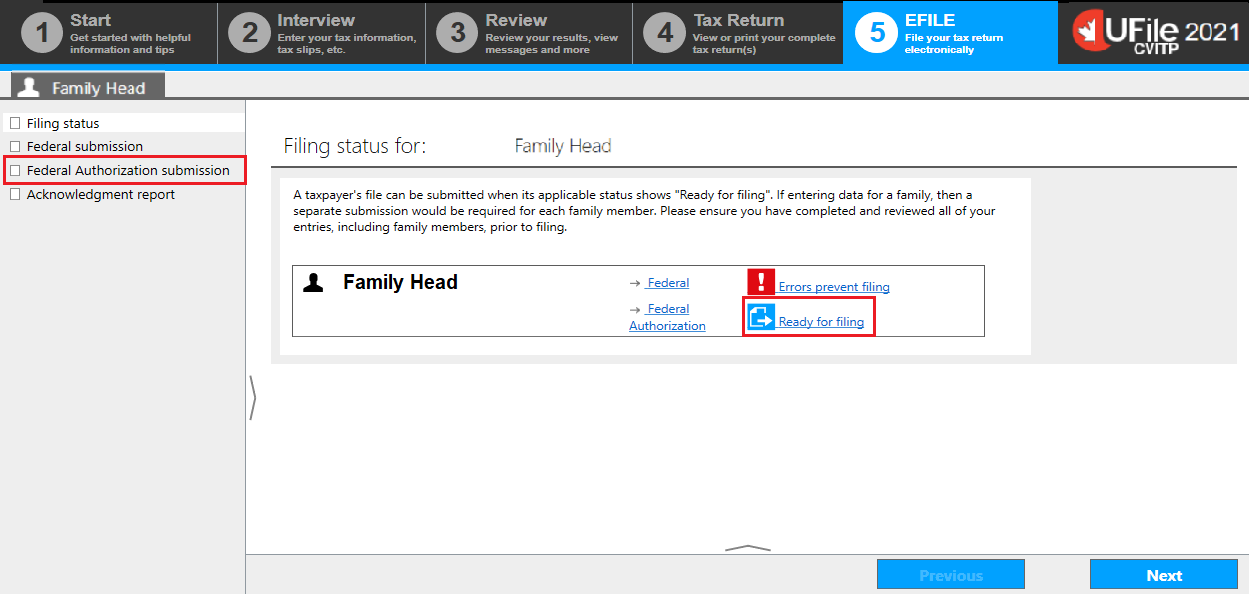 1 Start
Get started with helpful
information and tips
2 Interview
Enter your tax information,
tax slips, etc.
3 Review
Review your results, view
messages and more
4 Tax Return
View or print your complete
tax return(s)
5 EFILE
File your tax return
electronically
UFile 2021
CVITP
Family Head
Filing status
Federal submission
Federal Authorization submission
Acknowledgment report
Filing status for: Family Head
A taxpayer's file can be submitted when its applicable status shows "Ready for filing". If entering data for a family, then a
separate submission would be required for each family member. Please ensure you have completed and reviewed all of your
entries, including family members, prior to filing.
Family Head
→ Federal
! Errors prevent filing
→ Federal
Authorization
Ready for filing
Previous
Next